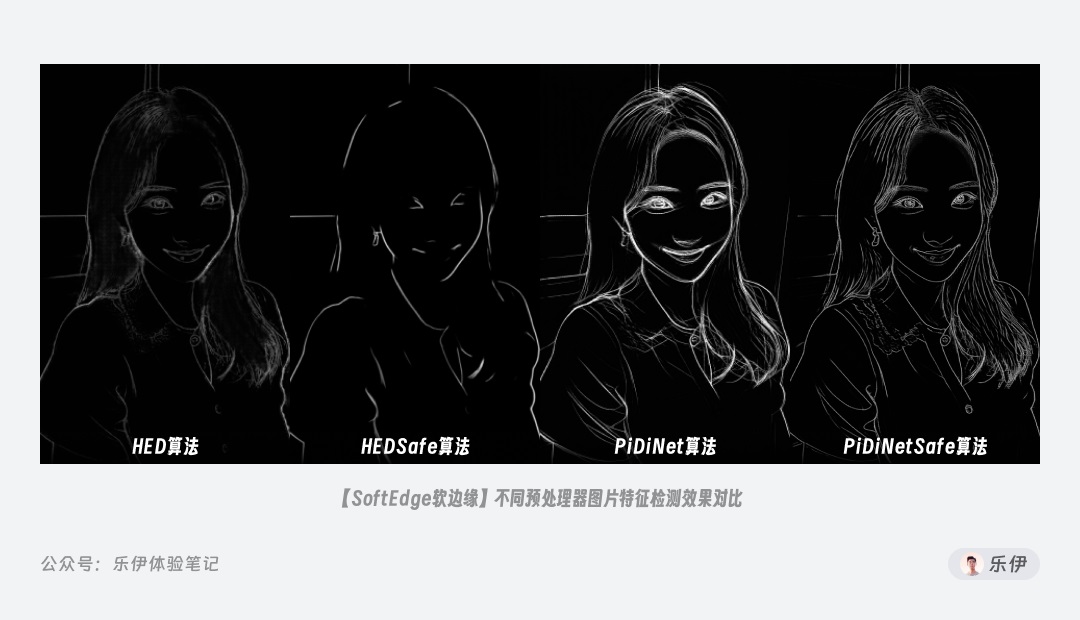 HED算法
HEDSafe算法
PiDiNet算法
PiDiNetSafe算法
【SoftEdge软边缘】不同预处理器图片特征检测效果对比
公众号：乐伊体验笔记
乐伊